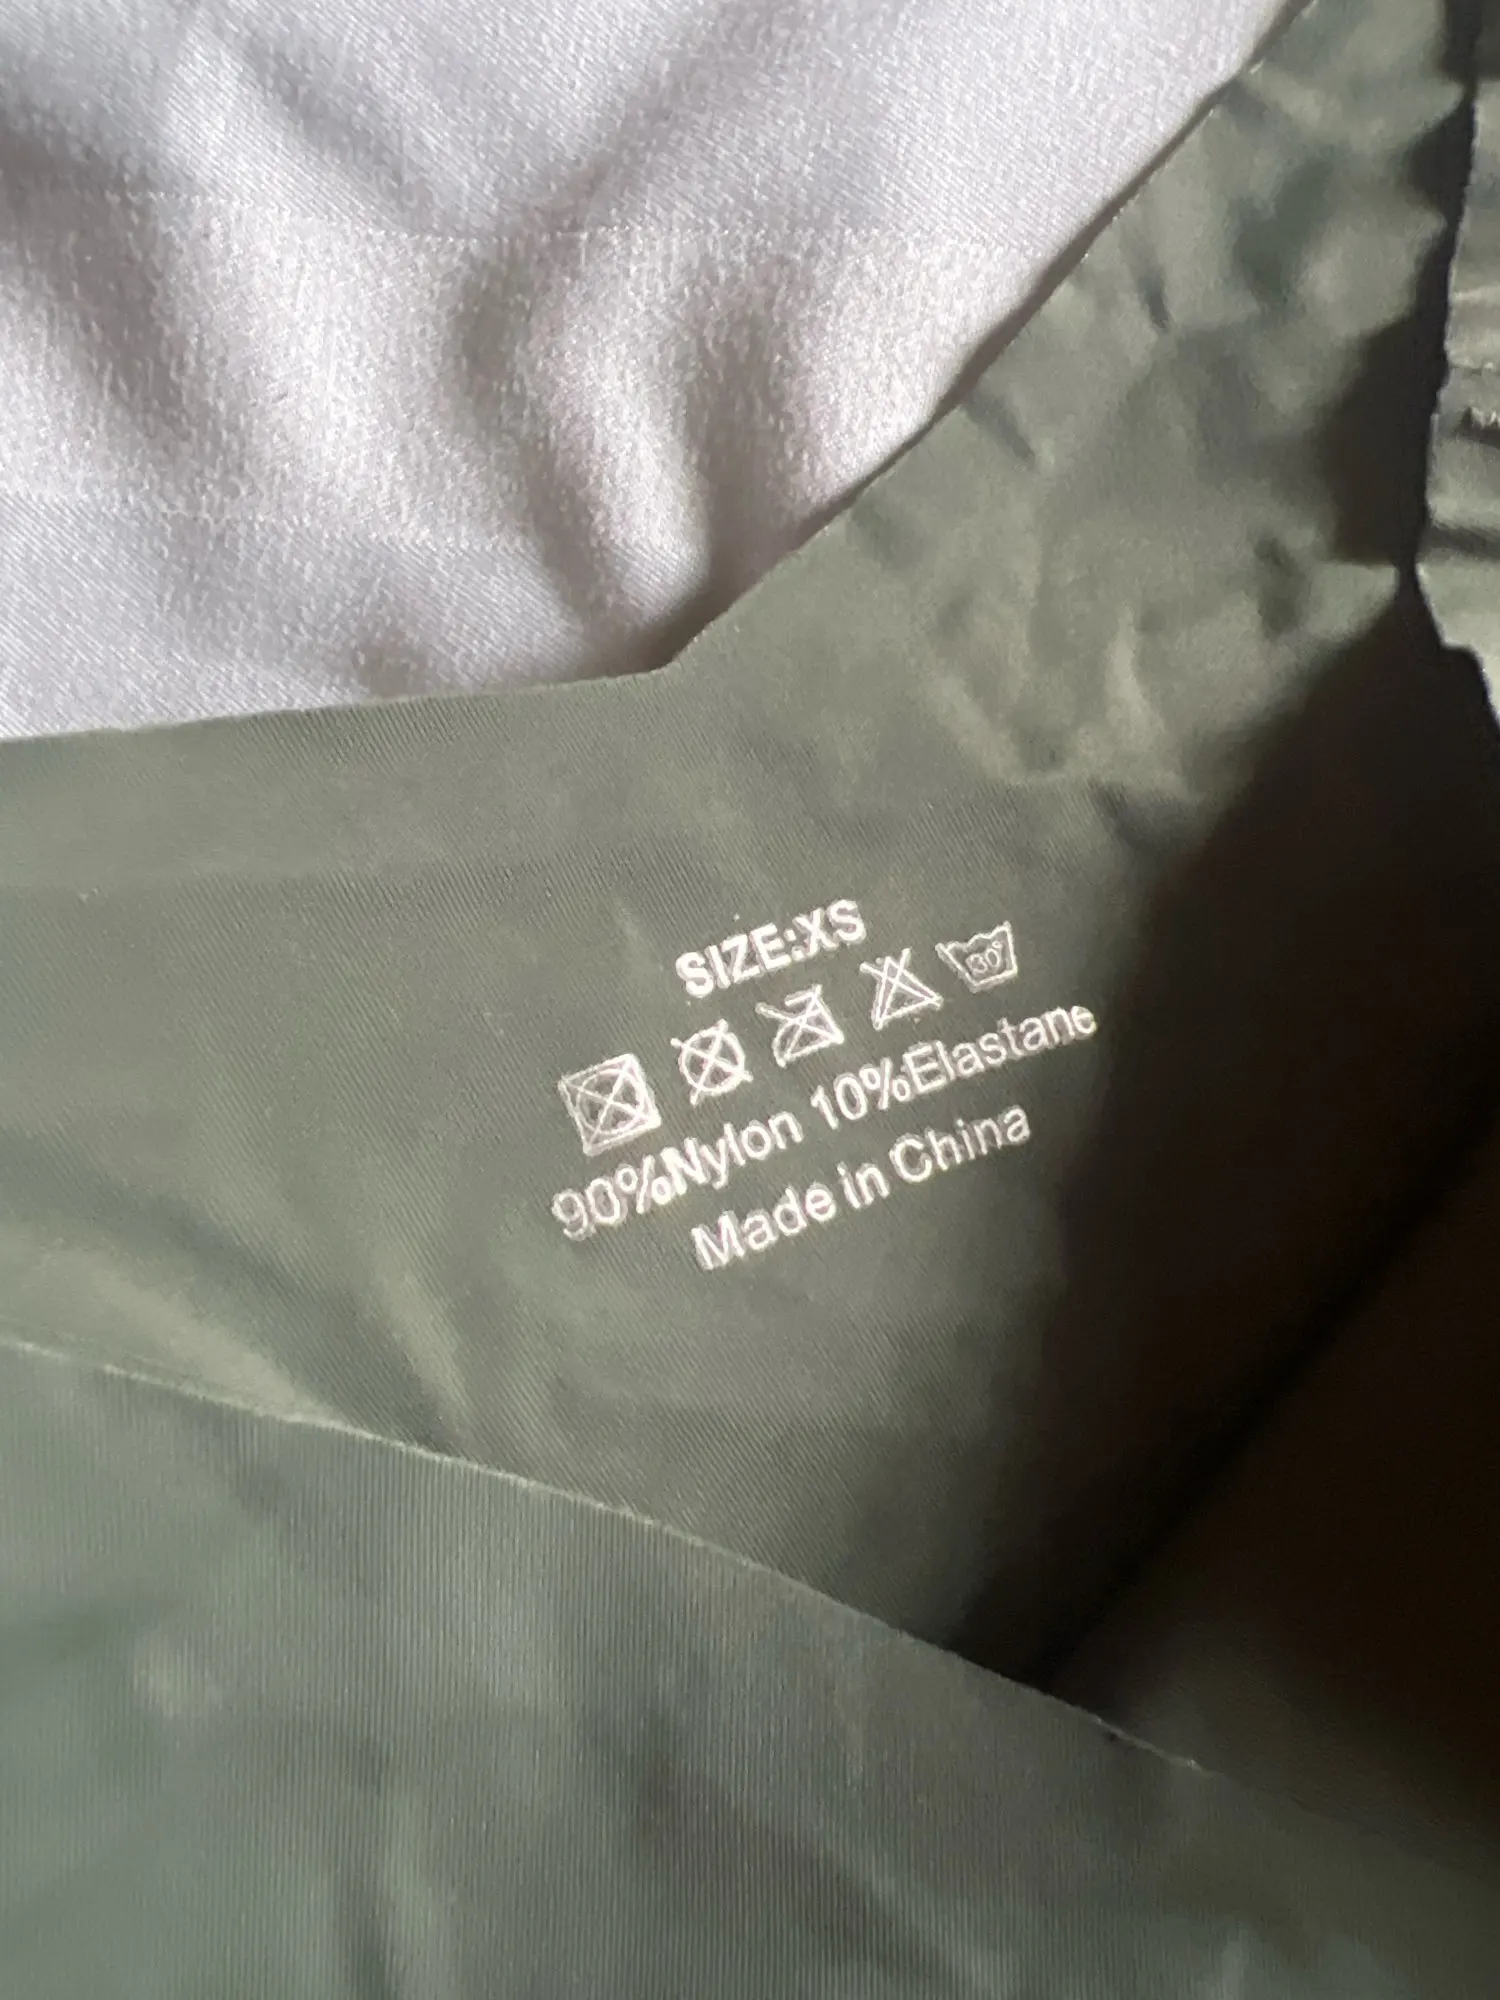 SIZE:XS
30°
90%Nylon 10%Elastane
Made in China